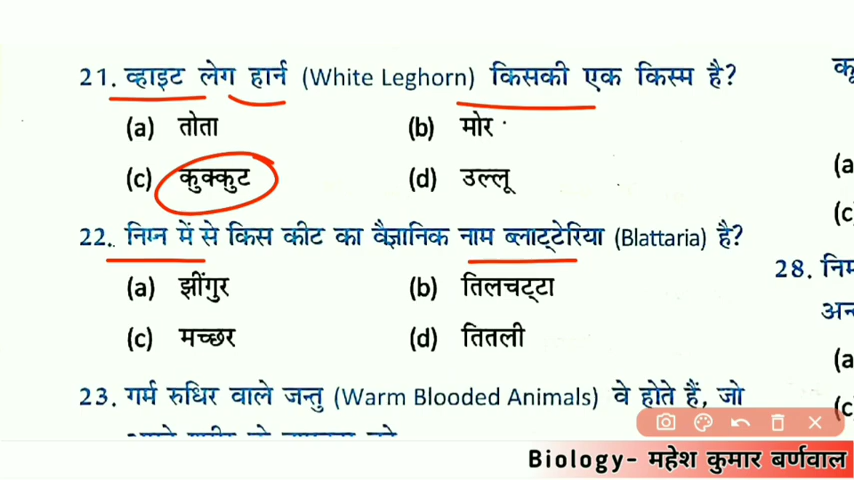 21. व्हाइट लेग हार्न (White Leghorn) किसकी एक किस्म है?
(a) तोता (b) मोर
(c) कुक्कुट (d) उल्लू
22. निम्न में से किस कीट का वैज्ञानिक नाम ब्लाट्टेरिया (Blattaria) है?
(a) झींगुर (b) तिलचट्टा
(c) मच्छर (d) तितली
23. गर्म रुधिर वाले जन्तु (Warm Blooded Animals) वे होते हैं, जो
(a
(c
28. निम
अन
(a
(c
Biology- महेश कुमार बर्णवाल